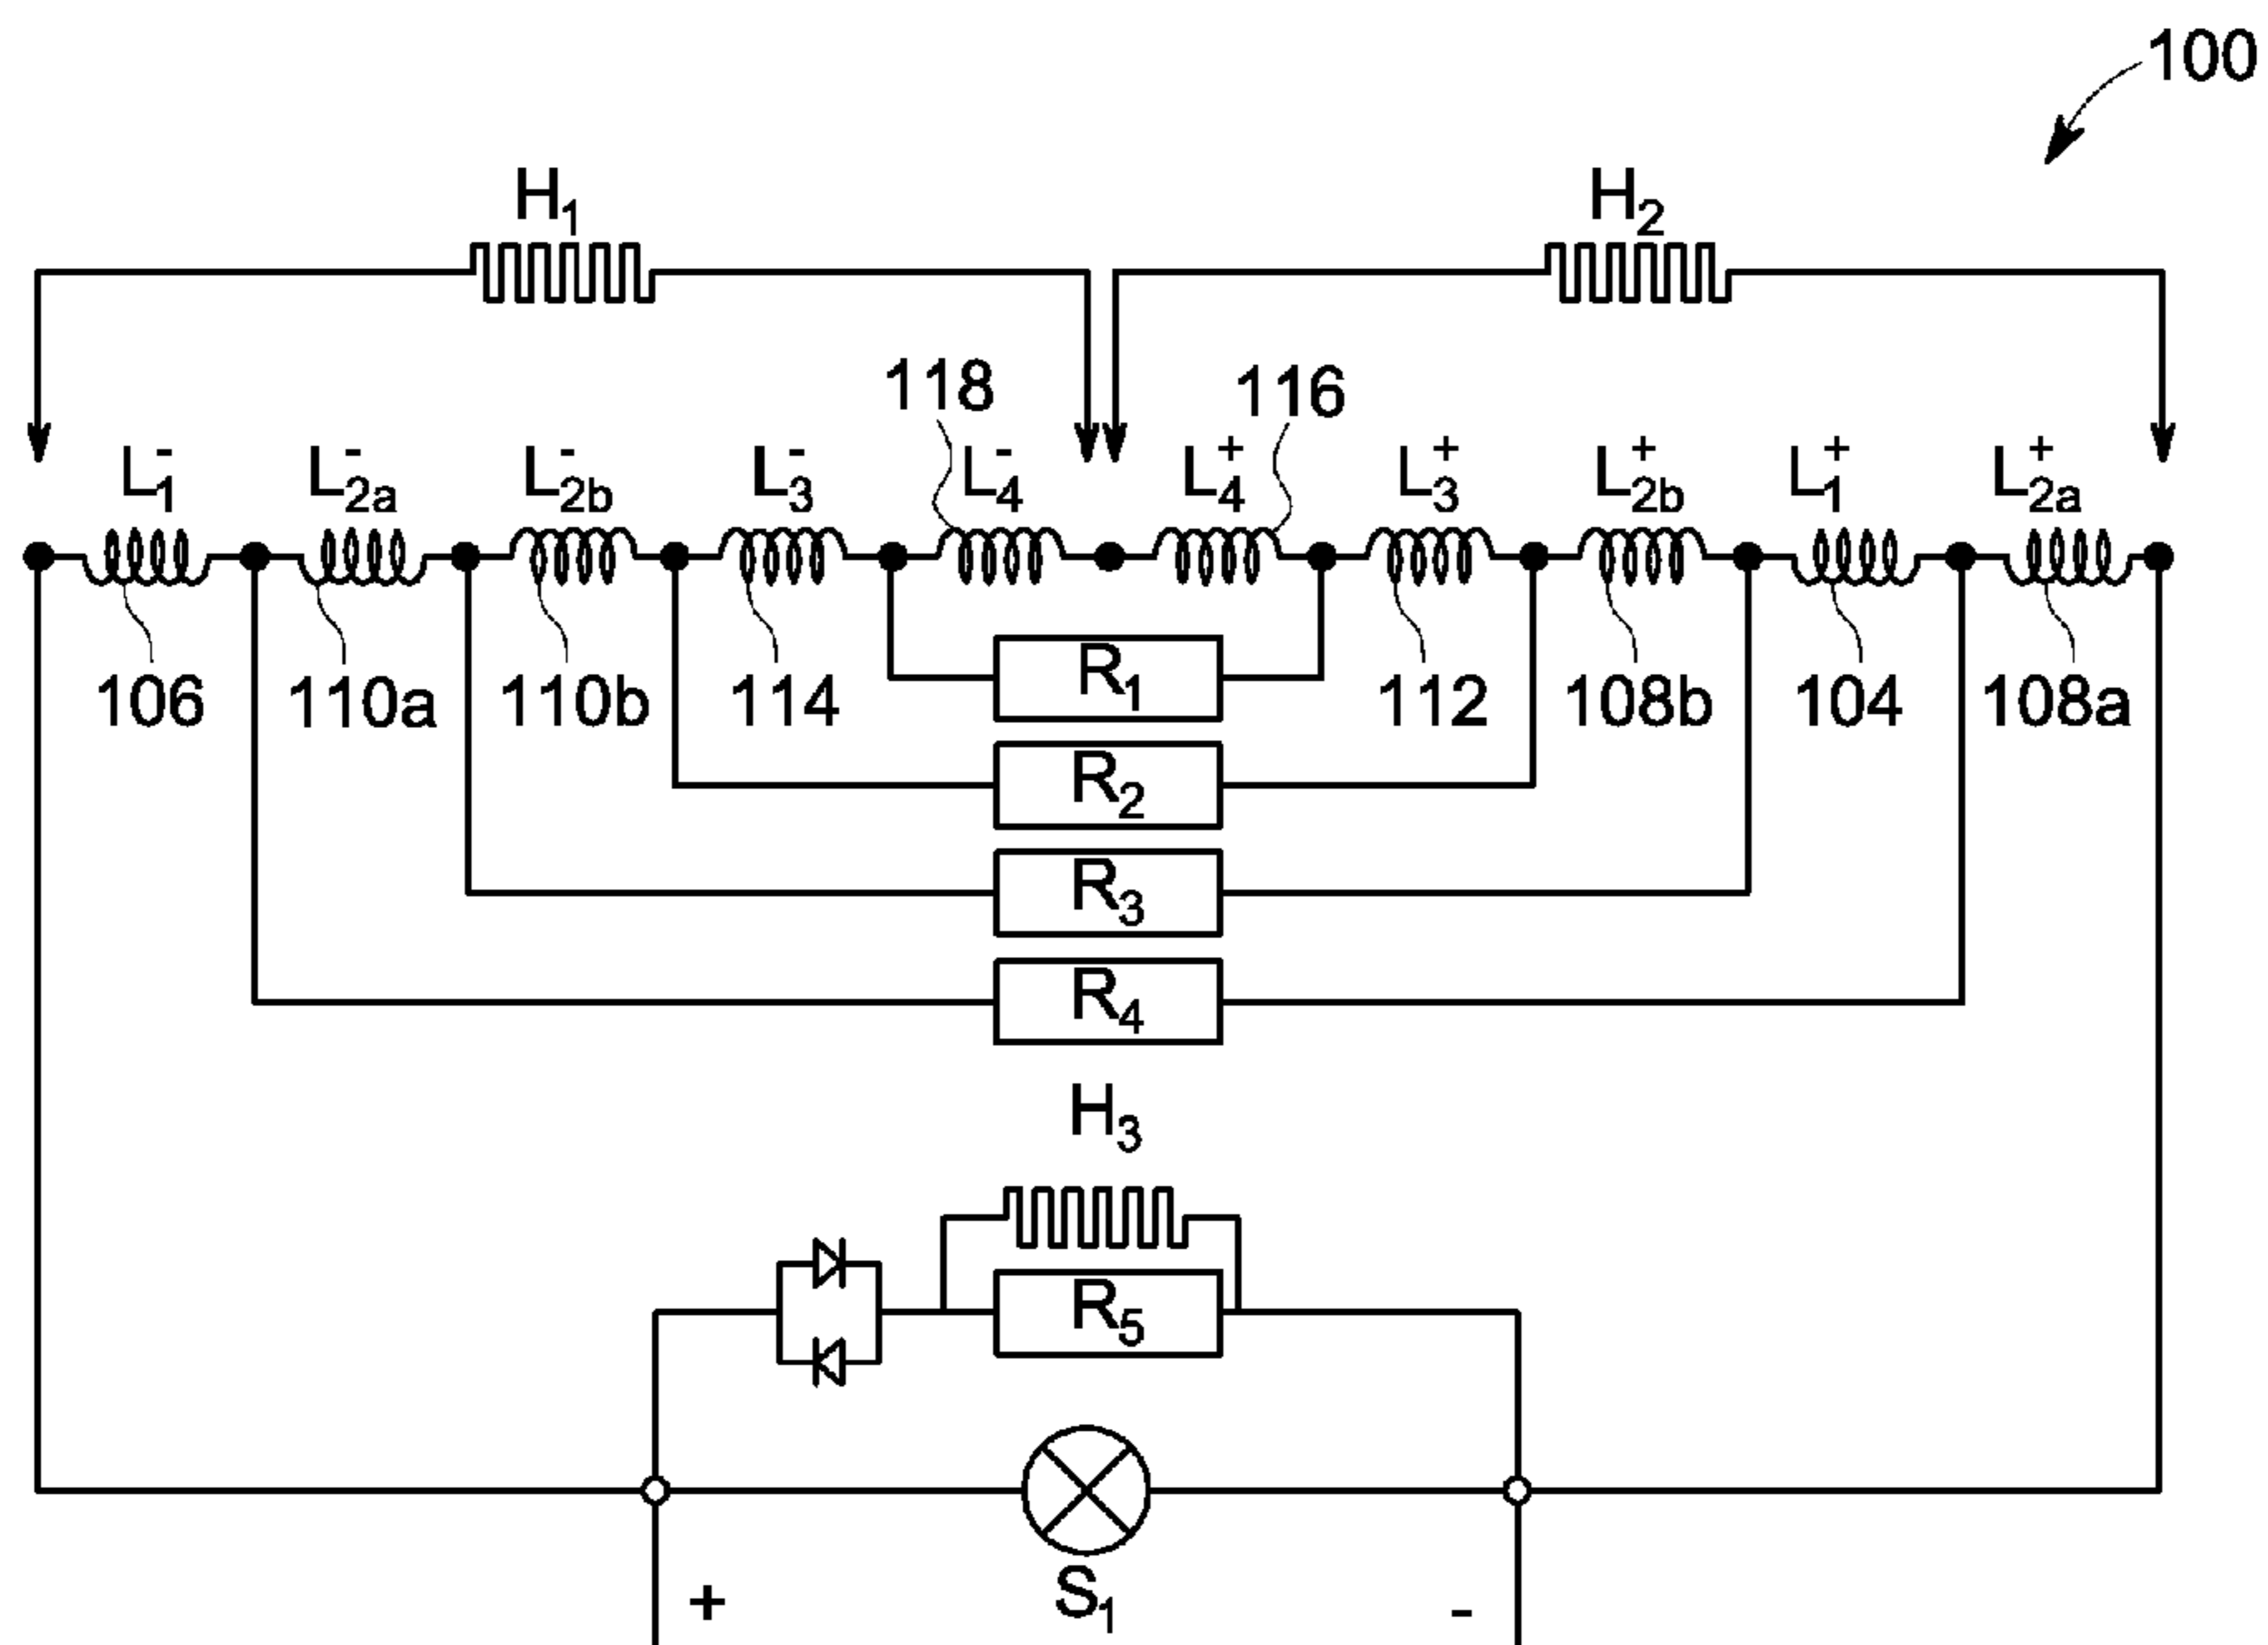 100
H1 H2
118 116
L1- L2a- L2b- L3- L4- L4+ L3+ L2b+ L1+ L2a+
R1
106 110a 110b 114 112 108b 104 108a
R2
R3
R4
H3
R5
+ S1 -